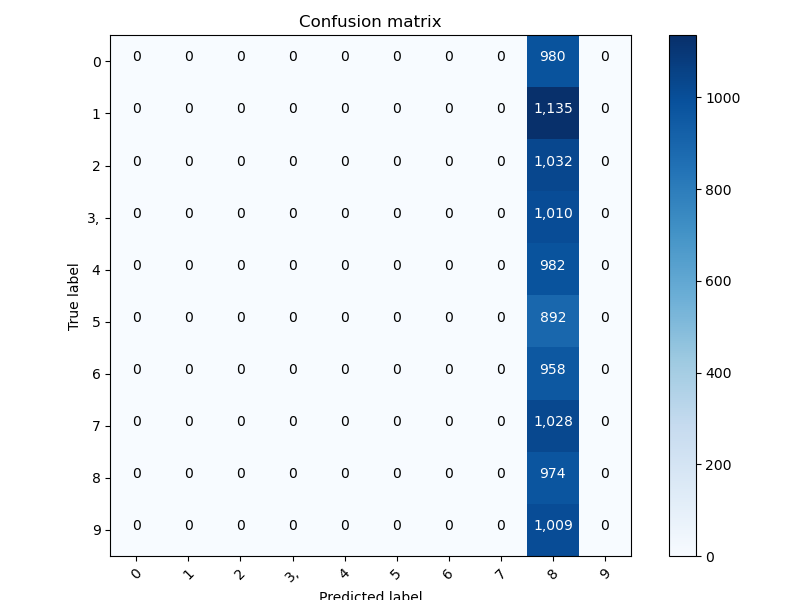 Confusion matrix
0 0 0 0 0 0 0 0 0 980 0
1 0 0 0 0 0 0 0 0 1,135 0
2 0 0 0 0 0 0 0 0 1,032 0
3, 0 0 0 0 0 0 0 0 1,010 0
4 0 0 0 0 0 0 0 0 982 0
5 0 0 0 0 0 0 0 0 892 0
6 0 0 0 0 0 0 0 0 958 0
7 0 0 0 0 0 0 0 0 1,028 0
8 0 0 0 0 0 0 0 0 974 0
9 0 0 0 0 0 0 0 0 1,009 0
True label
0 1 2 3, 4 5 6 7 8 9
Predicted label
1000
800
600
400
200
0